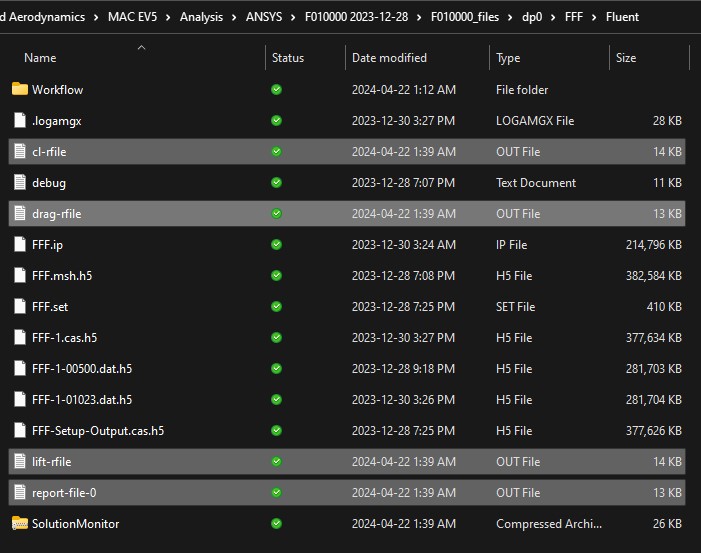 d Aerodynamics > MAC EV5 > Analysis > ANSYS > F010000 2023-12-28 > F010000_files > dp0 > FFF > Fluent
Name Status Date modified Type Size
Workflow 2024-04-22 1:12 AM File folder
.logamgx 2023-12-30 3:27 PM LOGAMGX File 28 KB
cl-rfile 2024-04-22 1:39 AM OUT File 14 KB
debug 2023-12-28 7:07 PM Text Document 11 KB
drag-rfile 2024-04-22 1:39 AM OUT File 13 KB
FFF.ip 2023-12-30 3:24 AM IP File 214,796 KB
FFF.msh.h5 2023-12-28 7:08 PM H5 File 382,584 KB
FFF.set 2023-12-28 7:25 PM SET File 410 KB
FFF-1.cas.h5 2023-12-30 3:27 PM H5 File 377,634 KB
FFF-1-00500.dat.h5 2023-12-28 9:18 PM H5 File 281,703 KB
FFF-1-01023.dat.h5 2023-12-30 3:26 PM H5 File 281,704 KB
FFF-Setup-Output.cas.h5 2023-12-28 7:25 PM H5 File 377,626 KB
lift-rfile 2024-04-22 1:39 AM OUT File 14 KB
report-file-0 2024-04-22 1:39 AM OUT File 13 KB
SolutionMonitor 2024-04-22 1:39 AM Compressed Archi... 26 KB